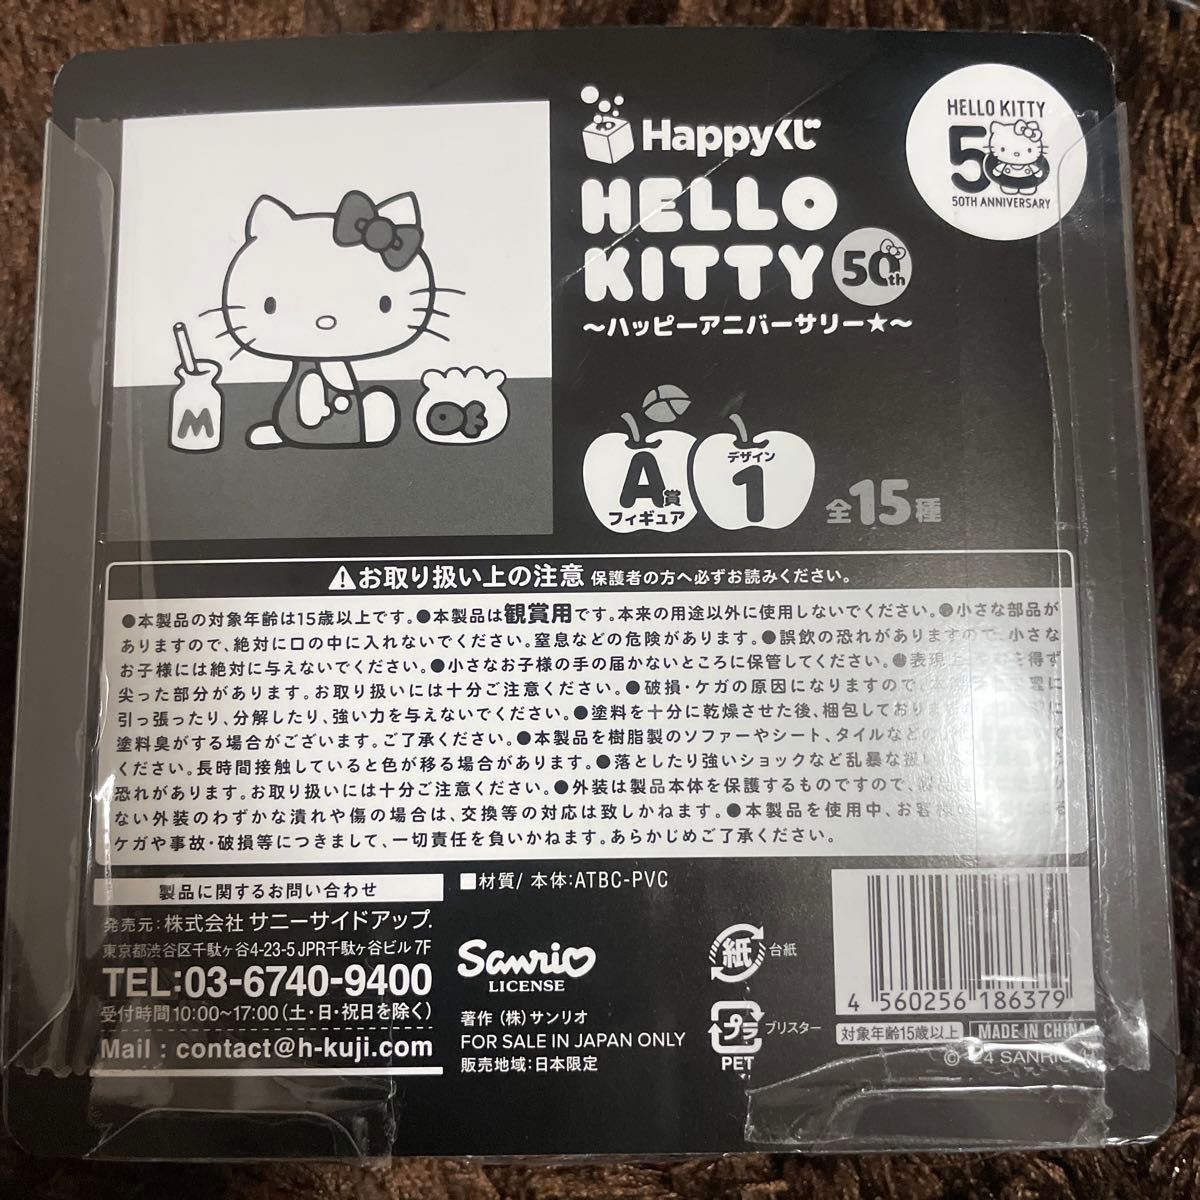 Happyくじ
HELLO KITTY
50
50TH ANNIVERSARY
HELLO
KITTY 50th
〜ハッピーアニバーサリー★〜
M
A賞
フィギュア
デザイン
1
全15種
⚠お取り扱い上の注意 保護者の方へ必ずお読みください。
●本製品の対象年齢は15歳以上です。●本製品は観賞用です。本来の用途以外に使用しないでください。●小さな部品が
ありますので、絶対に口の中に入れないでください。窒息などの危険があります。●誤飲の恐れがありますので、小さな
お子様には絶対に与えないでください。●小さなお子様の手の届かないところに保管してください。●表現上 を得ず
尖った部分があります。お取り扱いには十分ご注意ください。●破損・ケガの原因になりますので、
引っ張ったり、分解したり、強い力を与えないでください。●塗料を十分に乾燥させた後、梱包しており
塗料臭がする場合がございます。ご了承ください。●本製品を樹脂製のソファーやシート、タイルなどの
ください。長時間接触していると色が移る場合があります。●落としたり強いショックなど乱暴な扱い
恐れがあります。お取り扱いには十分ご注意ください。●外装は製品本体を保護するものですので、製品
ない外装のわずかな潰れや傷の場合は、交換等の対応は致しかねます。●本製品を使用中、お客様
ケガや事故・破損等につきまして、一切責任を負いかねます。あらかじめご了承ください。
製品に関するお問い合わせ
発売元:株式会社 サニーサイドアップ.
東京都渋谷区千駄ヶ谷4-23-5 JPR千駄ヶ谷ビル 7F
TEL:03-6740-9400
受付時間 10:00~17:00(土・日・祝日を除く)
Mail : contact@h-kuji.com
■材質/ 本体:ATBC-PVC
Sanrio
LICENSE
著作 (株)サンリオ
FOR SALE IN JAPAN ONLY
販売地域:日本限定
紙 台紙
プラ ブリスター
PET
4 560256 186379
対象年齢15歳以上
MADE IN CHINA